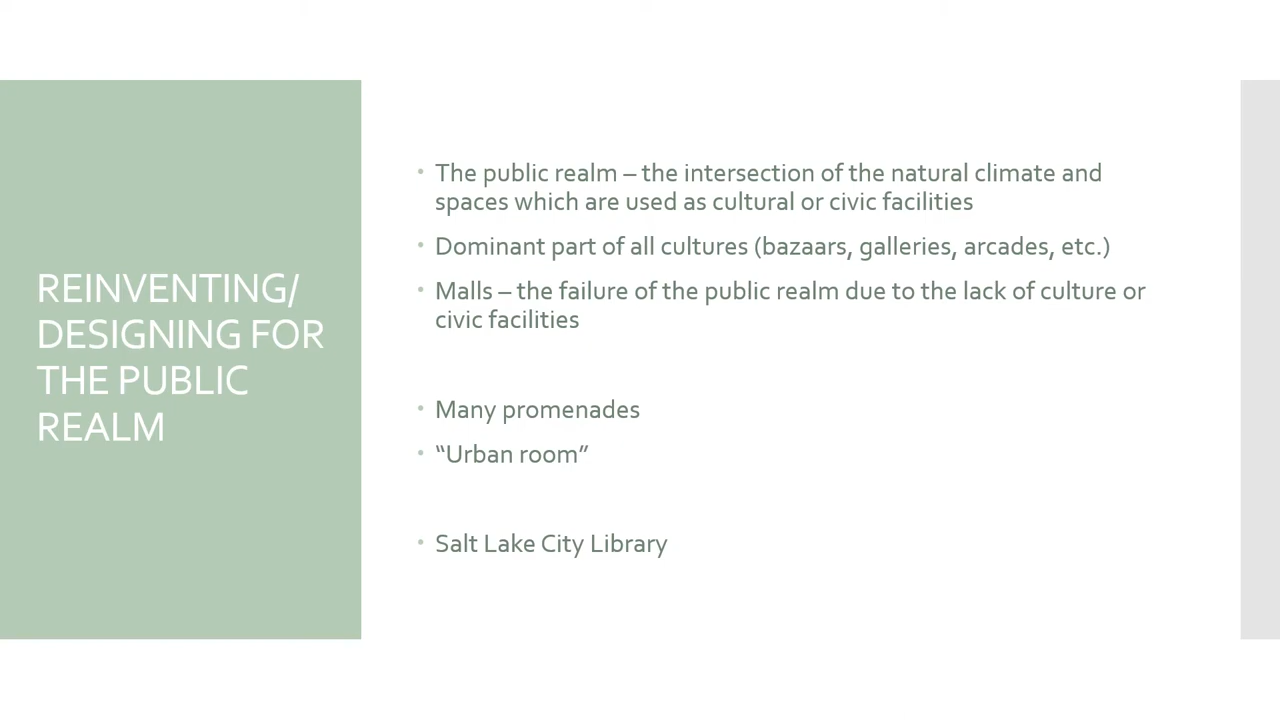 REINVENTING/
DESIGNING FOR
THE PUBLIC
REALM
• The public realm – the intersection of the natural climate and
spaces which are used as cultural or civic facilities
• Dominant part of all cultures (bazaars, galleries, arcades, etc.)
• Malls – the failure of the public realm due to the lack of culture or
civic facilities
• Many promenades
• “Urban room”
• Salt Lake City Library